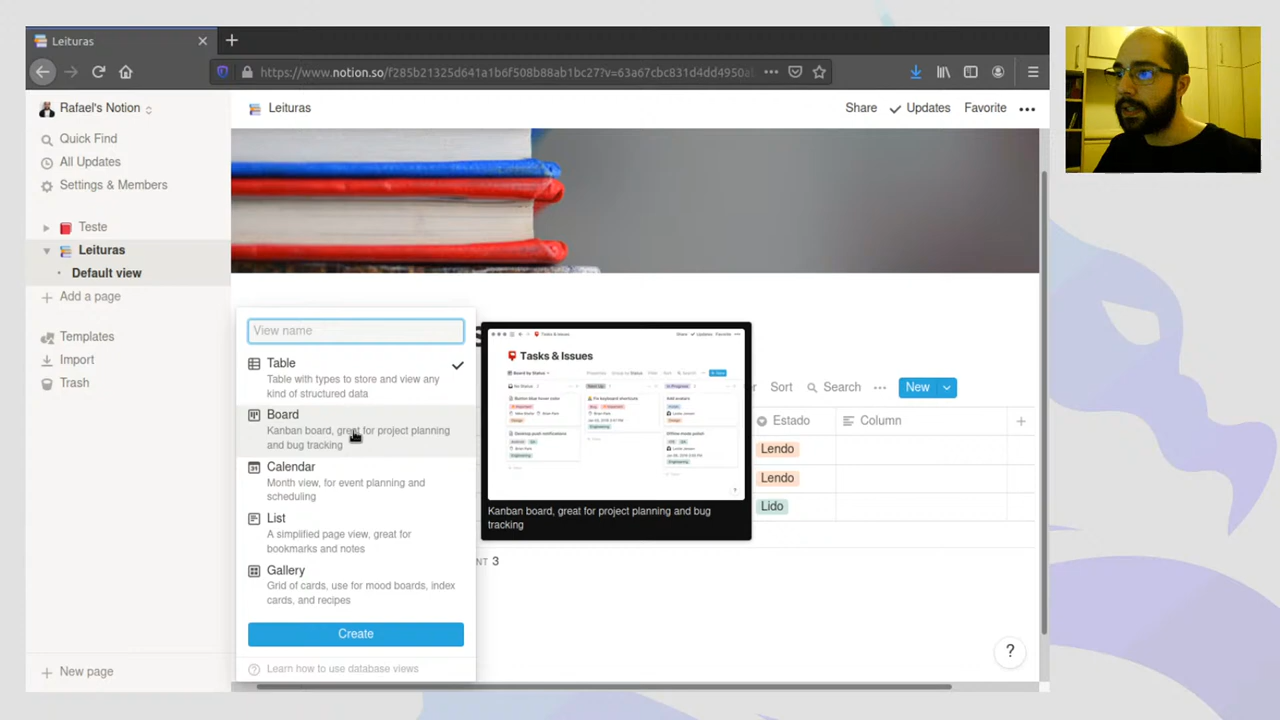 Leituras
https://www.notion.so/f285b21325d641a1b6f508b88ab1bc27?v=63a67cbc831d4dd4950a
Rafael's Notion
Leituras
Share
Updates
Favorite
Quick Find
All Updates
Settings & Members
Teste
Leituras
Default view
Add a page
Templates
Import
Trash
New page
View name
Table
Table with types to store and view any
kind of structured data
Board
Kanban board, great for project planning
and bug tracking
Calendar
Month view, for event planning and
scheduling
List
A simplified page view, great for
bookmarks and notes
Gallery
Grid of cards, use for mood boards, index
cards, and recipes
Create
Learn how to use database views
Tasks & Issues
Kanban board, great for project planning and bug
tracking
Sort
Search
New
Estado
Column
Lendo
Lendo
Lido
NT 3
?